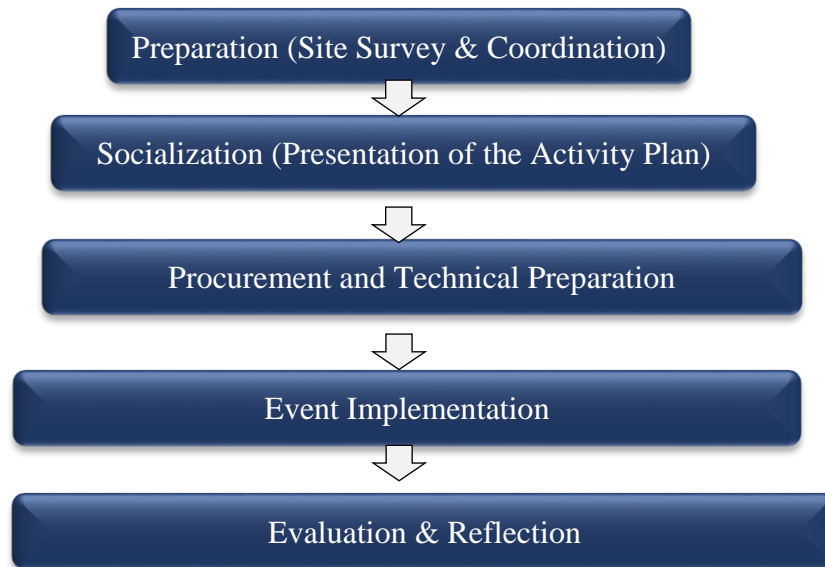 Preparation (Site Survey & Coordination)
Socialization (Presentation of the Activity Plan)
Procurement and Technical Preparation
Event Implementation
Evaluation & Reflection